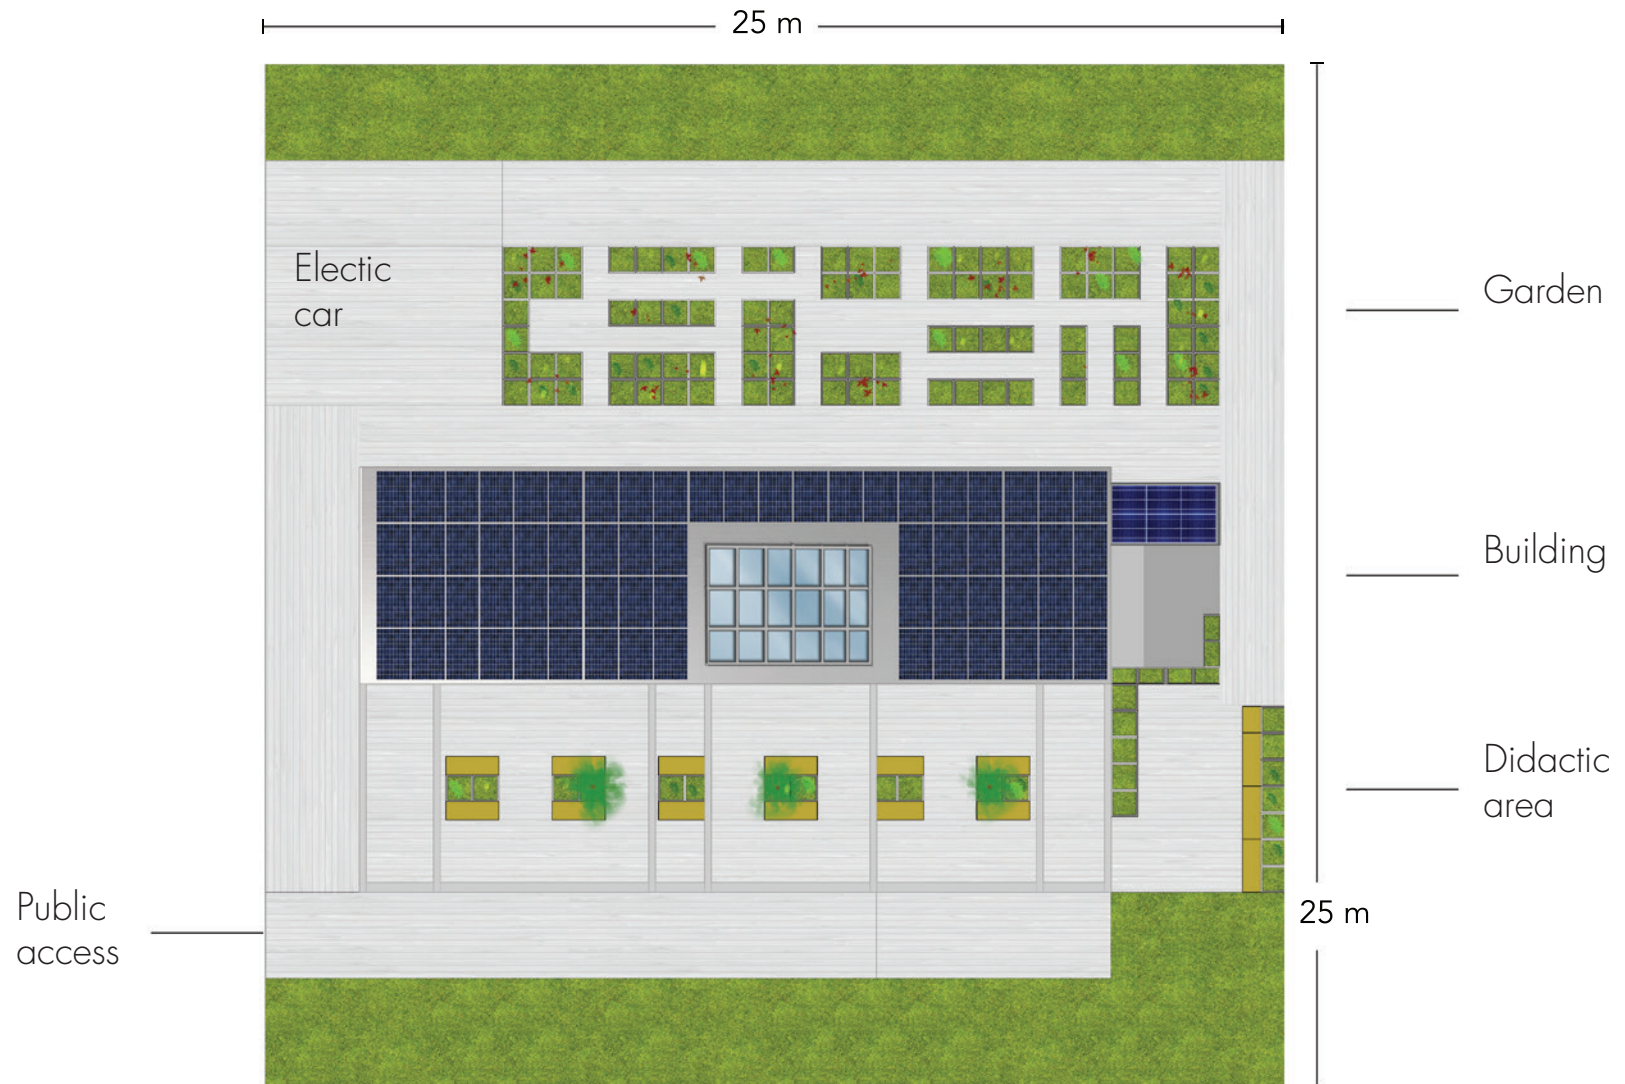 25 m
Electic
car
Garden
Building
Didactic
area
Public
access
25 m